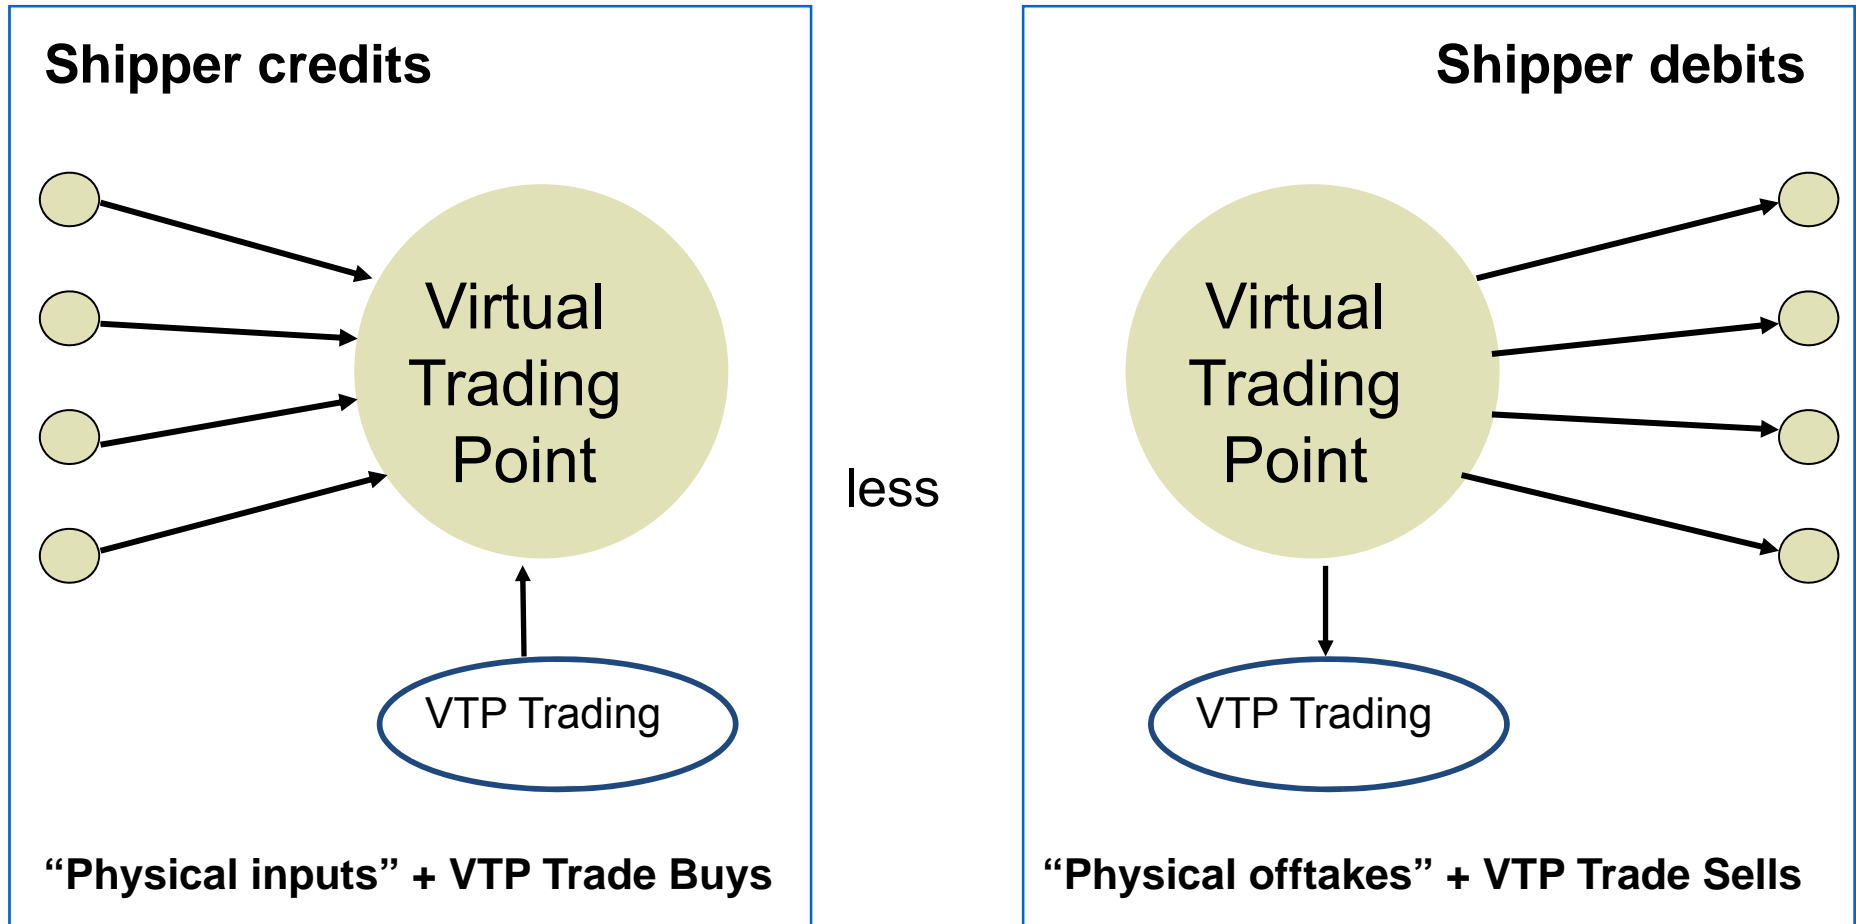 Shipper credits
Virtual
Trading
Point
VTP Trading
“Physical inputs” + VTP Trade Buys
less
Shipper debits
Virtual
Trading
Point
VTP Trading
“Physical offtakes” + VTP Trade Sells